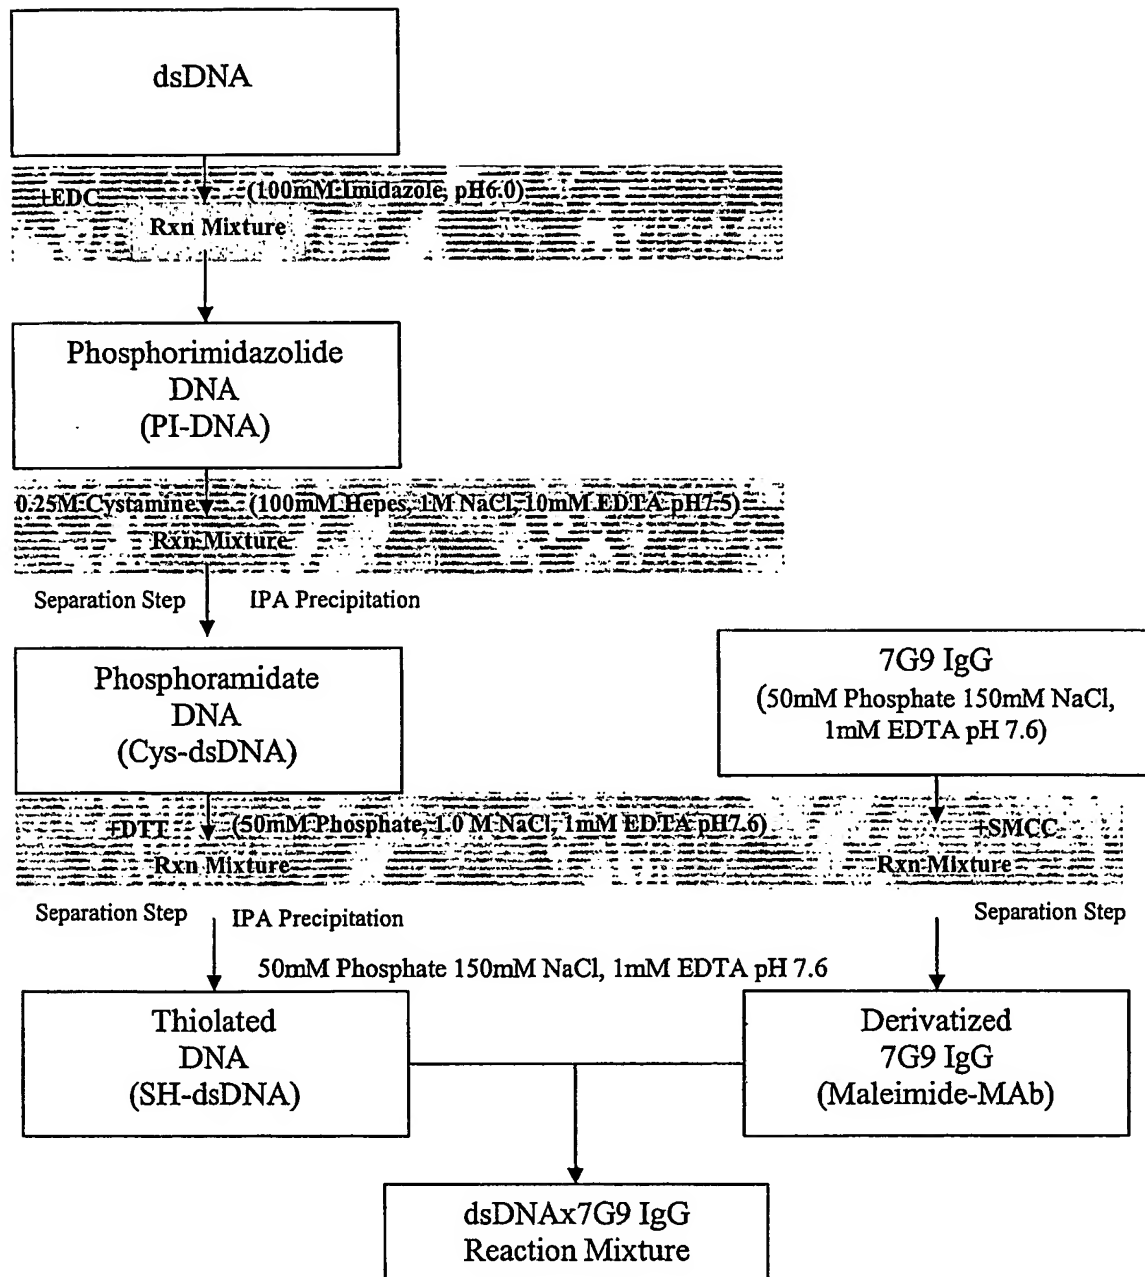 dsDNA
+EDC
(100mM Imidazole, pH6.0)
Rxn Mixture
Phosphorimidazolide
DNA
(PI-DNA)
0.25M Cystamine
(100mM Hepes, 1M NaCl, 10mM EDTA pH7.5)
Rxn Mixture
Separation Step
IPA Precipitation
Phosphoramidate
DNA
(Cys-dsDNA)
7G9 IgG
(50mM Phosphate 150mM NaCl,
1mM EDTA pH 7.6)
+DTT
(50mM Phosphate, 1.0 M NaCl, 1mM EDTA pH7.6)
Rxn Mixture
+SMCC
Rxn Mixture
Separation Step
IPA Precipitation
Separation Step
50mM Phosphate 150mM NaCl, 1mM EDTA pH 7.6
Thiolated
DNA
(SH-dsDNA)
Derivatized
7G9 IgG
(Maleimide-MAb)
dsDNAx7G9 IgG
Reaction Mixture